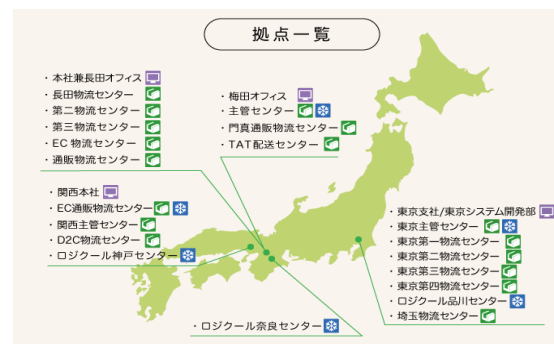 拠点一覧
・本社兼長田オフィス
・長田物流センター
・第二物流センター
・第三物流センター
・EC物流センター
・通販物流センター
・梅田オフィス
・主管センター
・門真通販物流センター
・TAT配送センター
・関西本社
・EC通販物流センター
・関西主管センター
・D2C物流センター
・ロジクール神戸センター
・東京支社/東京システム開発部
・東京主管センター
・東京第一物流センター
・東京第二物流センター
・東京第三物流センター
・東京第四物流センター
・ロジクール品川センター
・埼玉物流センター
・ロジクール奈良センター